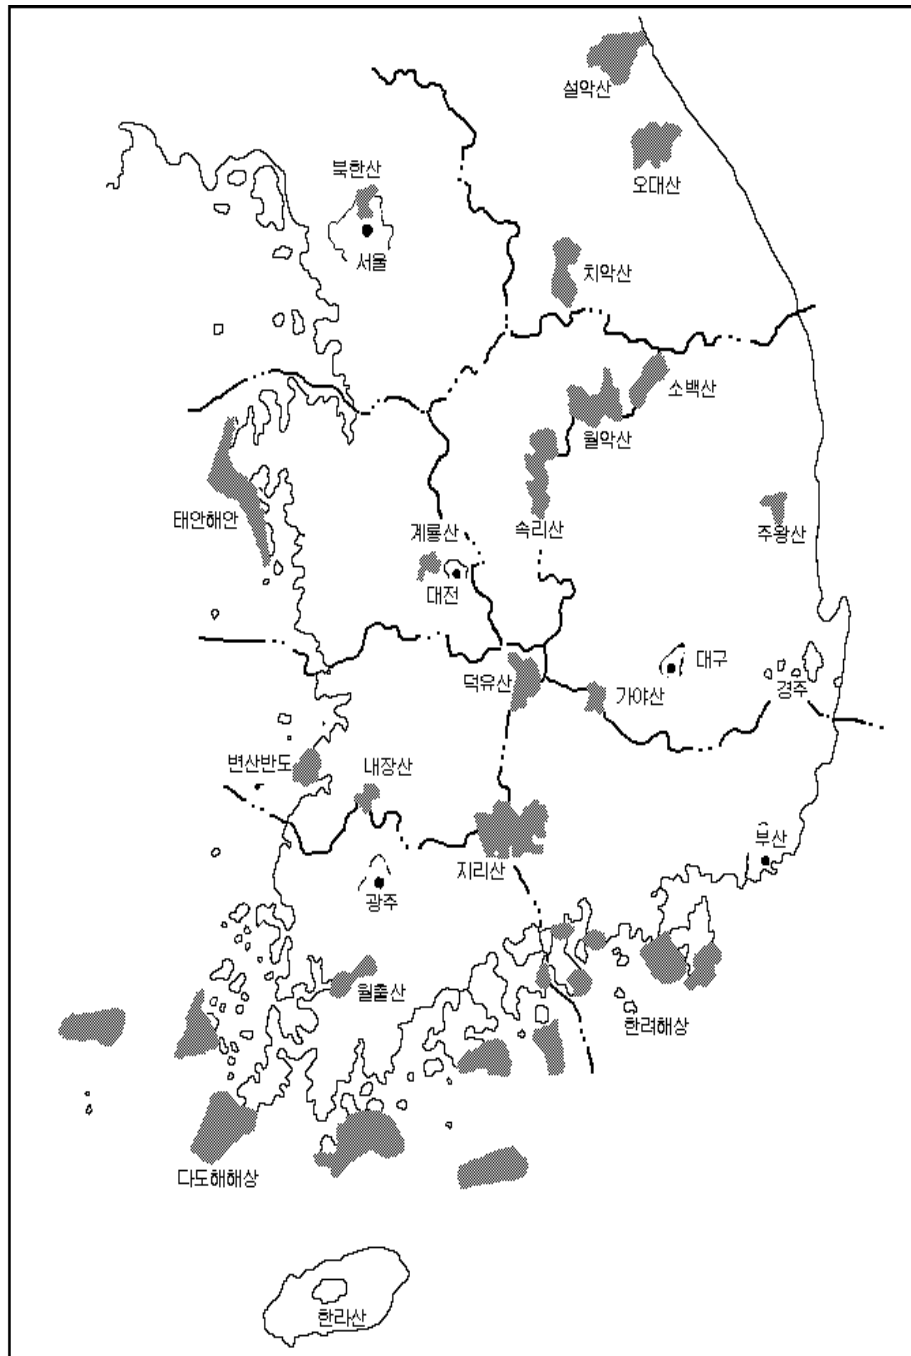 설악산
오대산
북한산
서울
치악산
소백산
월악산
태안해안
계룡산
속리산
주왕산
대전
덕유산
대구
가야산
경주
변산반도
내장산
부산
지리산
광주
월출산
한려해상
다도해해상
한라산